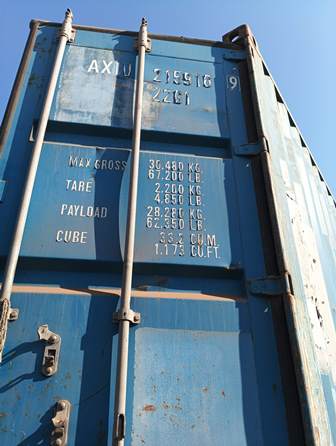 AXIU 215916 9
22G1
MAX GROSS 30.480 KG.
67.200 LB.
TARE 2.200 KG.
4.850 LB.
PAYLOAD 28.280 KG.
62.350 LB.
CUBE 33.2 CU.M.
1.173 CU.FT.